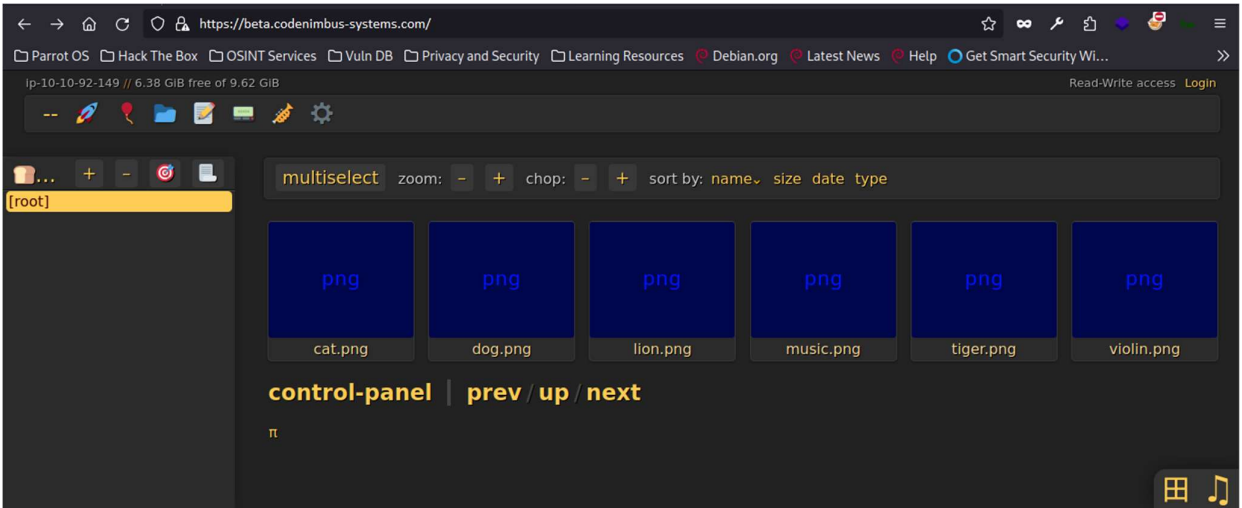 https://beta.codenimbus-systems.com/
Parrot OS Hack The Box OSINT Services Vuln DB Privacy and Security Learning Resources Debian.org Latest News Help Get Smart Security Wi...
ip-10-10-92-149 // 6.38 GiB free of 9.62 GiB Read-Write access Login
--
... + - multiselect zoom: - + chop: - + sort by: name⌄ size date type
[root]
png png png png png png
cat.png dog.png lion.png music.png tiger.png violin.png
control-panel | prev / up / next
π
田 ♫